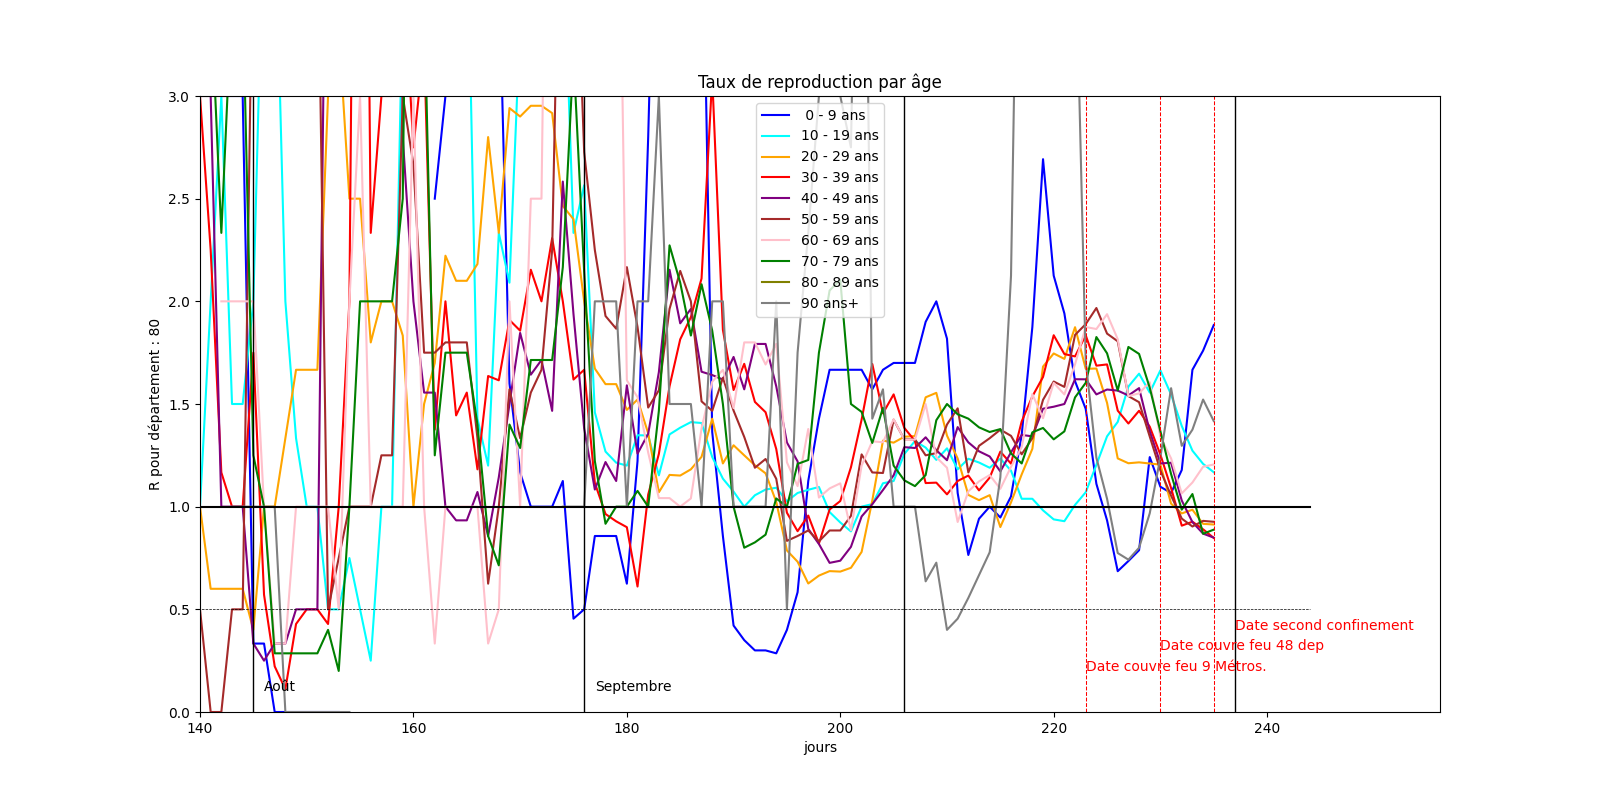 Taux de reproduction par âge
R pour département : 80
3.0
2.5
2.0
1.5
1.0
0.5
0.0
0 - 9 ans
10 - 19 ans
20 - 29 ans
30 - 39 ans
40 - 49 ans
50 - 59 ans
60 - 69 ans
70 - 79 ans
80 - 89 ans
90 ans+
Date second confinement
Date couvre feu 48 dep
Date couvre feu 9 Métros.
Août
Septembre
140
160
180
200
220
240
jours